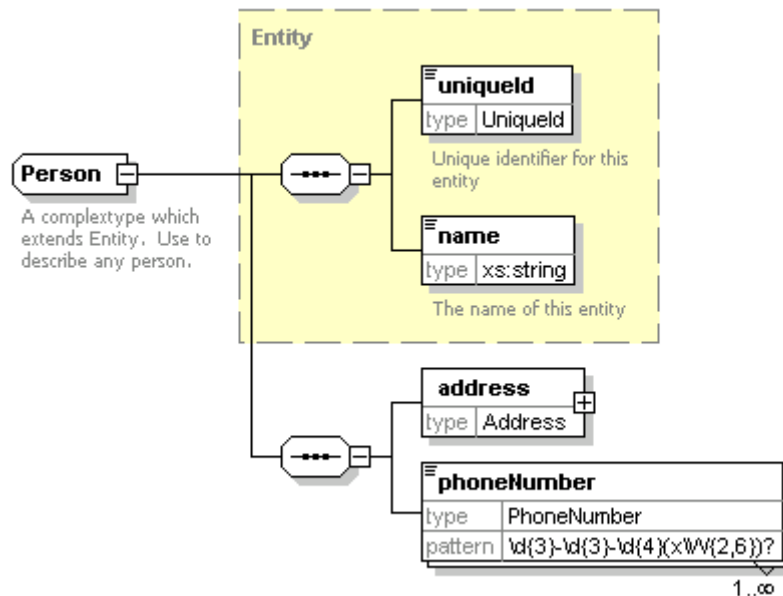 Entity
uniqueId
type UniqueId
Unique identifier for this
entity
Person
A complextype which
extends Entity. Use to
describe any person.
name
type xs:string
The name of this entity
address
type Address
phoneNumber
type PhoneNumber
pattern \d{3}-\d{3}-\d{4}(x\W{2,6})?
1..∞